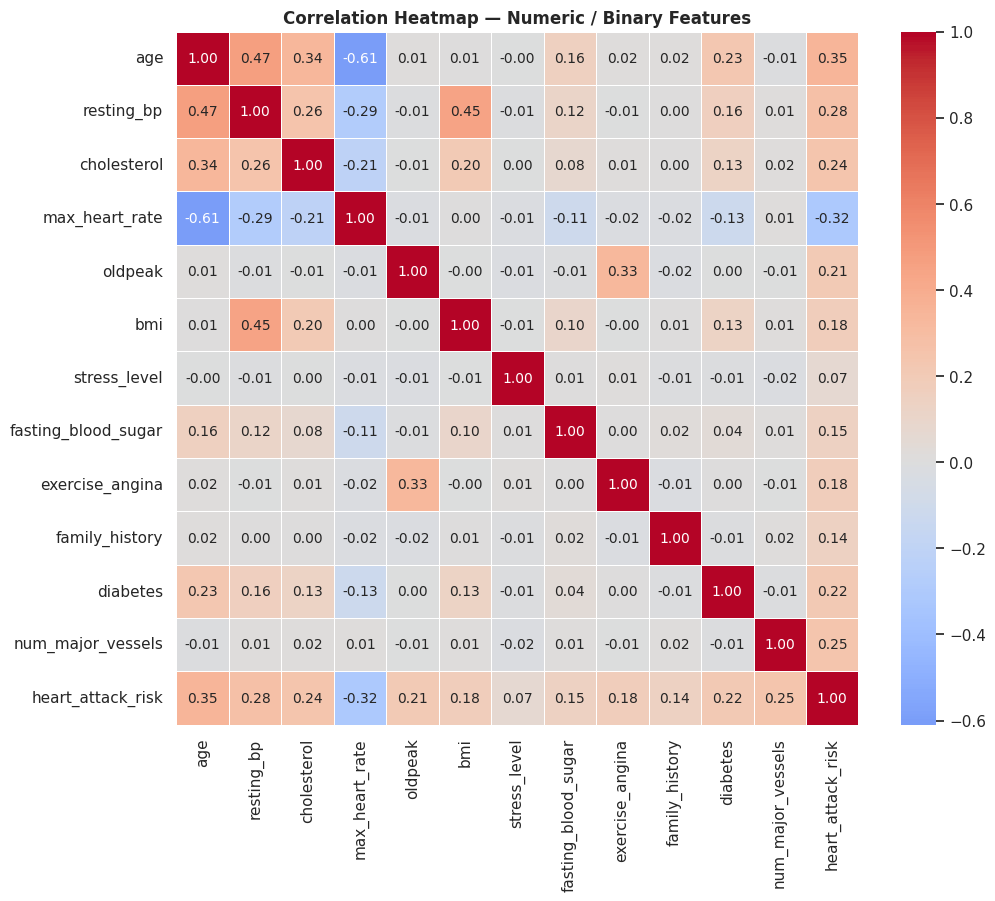 Correlation Heatmap — Numeric / Binary Features
age 1.00 0.47 0.34 -0.61 0.01 0.01 -0.00 0.16 0.02 0.02 0.23 -0.01 0.35
resting_bp 0.47 1.00 0.26 -0.29 -0.01 0.45 -0.01 0.12 -0.01 0.00 0.16 0.01 0.28
cholesterol 0.34 0.26 1.00 -0.21 -0.01 0.20 0.00 0.08 0.01 0.00 0.13 0.02 0.24
max_heart_rate -0.61 -0.29 -0.21 1.00 -0.01 0.00 -0.01 -0.11 -0.02 -0.02 -0.13 0.01 -0.32
oldpeak 0.01 -0.01 -0.01 -0.01 1.00 -0.00 -0.01 -0.01 0.33 -0.02 0.00 -0.01 0.21
bmi 0.01 0.45 0.20 0.00 -0.00 1.00 -0.01 0.10 -0.00 0.01 0.13 0.01 0.18
stress_level -0.00 -0.01 0.00 -0.01 -0.01 -0.01 1.00 0.01 0.01 -0.01 -0.01 -0.02 0.07
fasting_blood_sugar 0.16 0.12 0.08 -0.11 -0.01 0.10 0.01 1.00 0.00 0.02 0.04 0.01 0.15
exercise_angina 0.02 -0.01 0.01 -0.02 0.33 -0.00 0.01 0.00 1.00 -0.01 0.00 -0.01 0.18
family_history 0.02 0.00 0.00 -0.02 -0.02 0.01 -0.01 0.02 -0.01 1.00 -0.01 0.02 0.14
diabetes 0.23 0.16 0.13 -0.13 0.00 0.13 -0.01 0.04 0.00 -0.01 1.00 -0.01 0.22
num_major_vessels -0.01 0.01 0.02 0.01 -0.01 0.01 -0.02 0.01 -0.01 0.02 -0.01 1.00 0.25
heart_attack_risk 0.35 0.28 0.24 -0.32 0.21 0.18 0.07 0.15 0.18 0.14 0.22 0.25 1.00
age
resting_bp
cholesterol
max_heart_rate
oldpeak
bmi
stress_level
fasting_blood_sugar
exercise_angina
family_history
diabetes
num_major_vessels
heart_attack_risk
1.0
0.8
0.6
0.4
0.2
0.0
−0.2
−0.4
−0.6